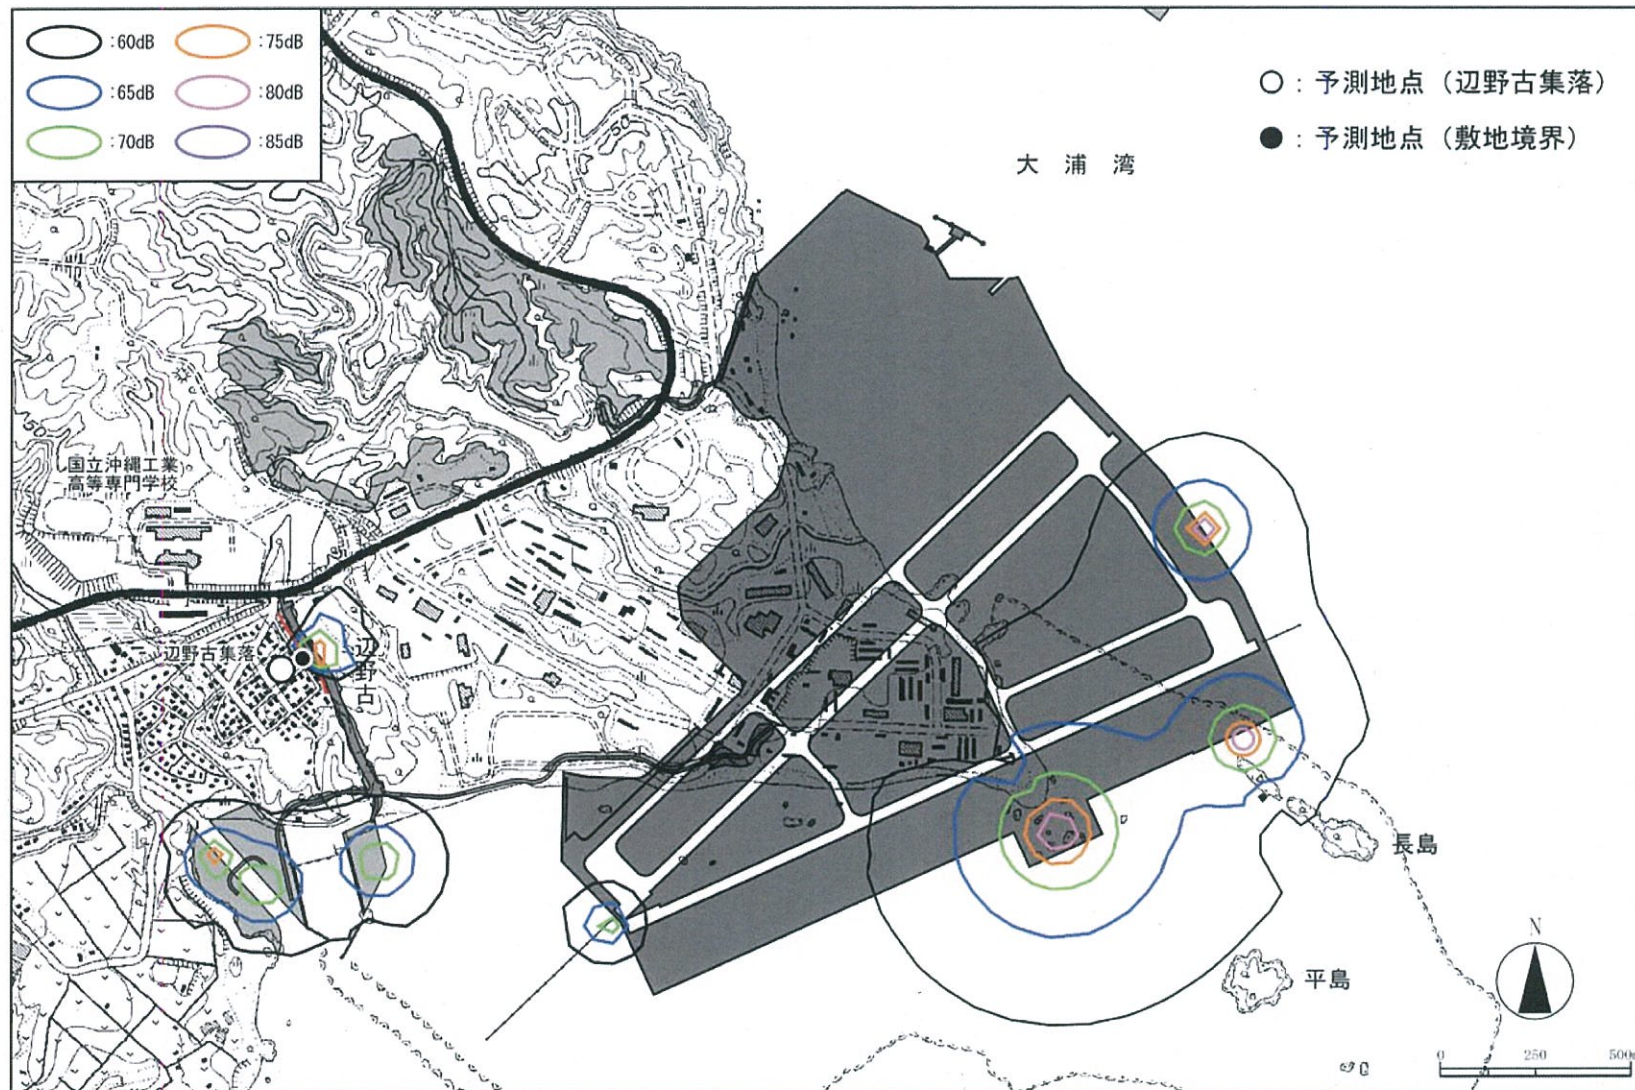 :60dB
:75dB
:65dB
:80dB
:70dB
:85dB
○:予測地点(辺野古集落)
●:予測地点(敷地境界)
大浦湾
50
50
国立沖縄工業
高等専門学校
辺野古集落
辺野古
長島
平島
N
0 250 500